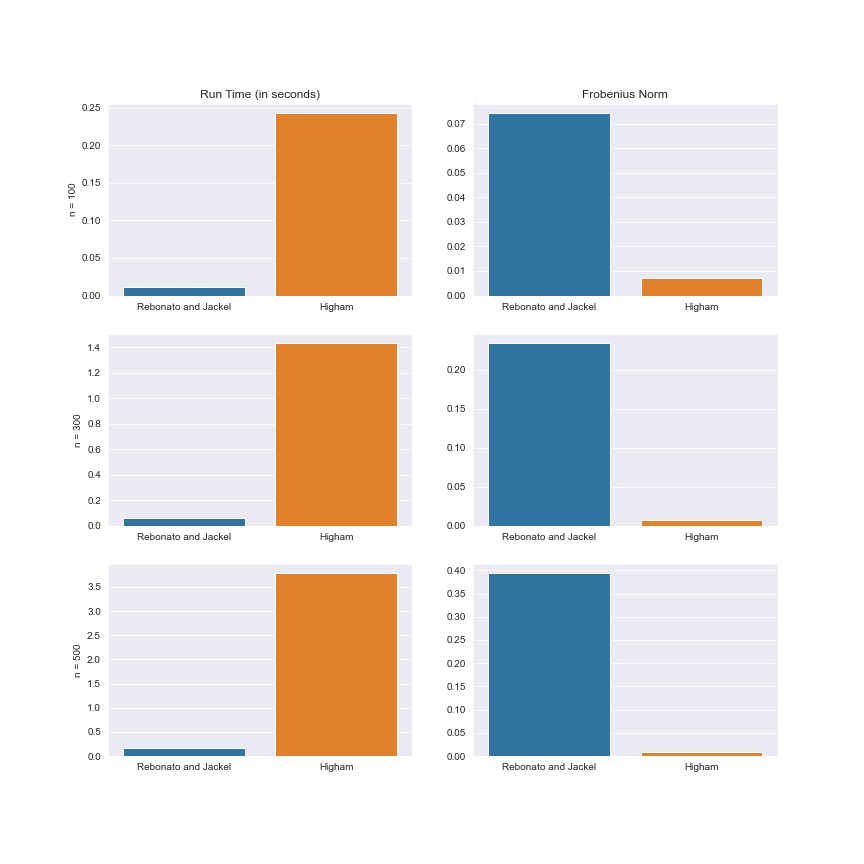 Run Time (in seconds)
Frobenius Norm
n = 100
0.25
0.20
0.15
0.10
0.05
0.00
Rebonato and Jackel
Higham
0.07
0.06
0.05
0.04
0.03
0.02
0.01
0.00
Rebonato and Jackel
Higham
n = 300
1.4
1.2
1.0
0.8
0.6
0.4
0.2
0.0
Rebonato and Jackel
Higham
0.20
0.15
0.10
0.05
0.00
Rebonato and Jackel
Higham
n = 500
3.5
3.0
2.5
2.0
1.5
1.0
0.5
0.0
Rebonato and Jackel
Higham
0.40
0.35
0.30
0.25
0.20
0.15
0.10
0.05
0.00
Rebonato and Jackel
Higham